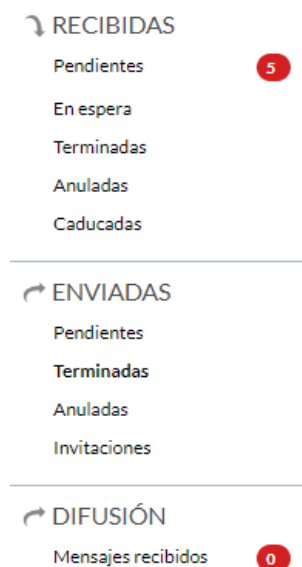 RECIBIDAS
Pendientes 5
En espera
Terminadas
Anuladas
Caducadas
ENVIADAS
Pendientes
Terminadas
Anuladas
Invitaciones
DIFUSIÓN
Mensajes recibidos 0